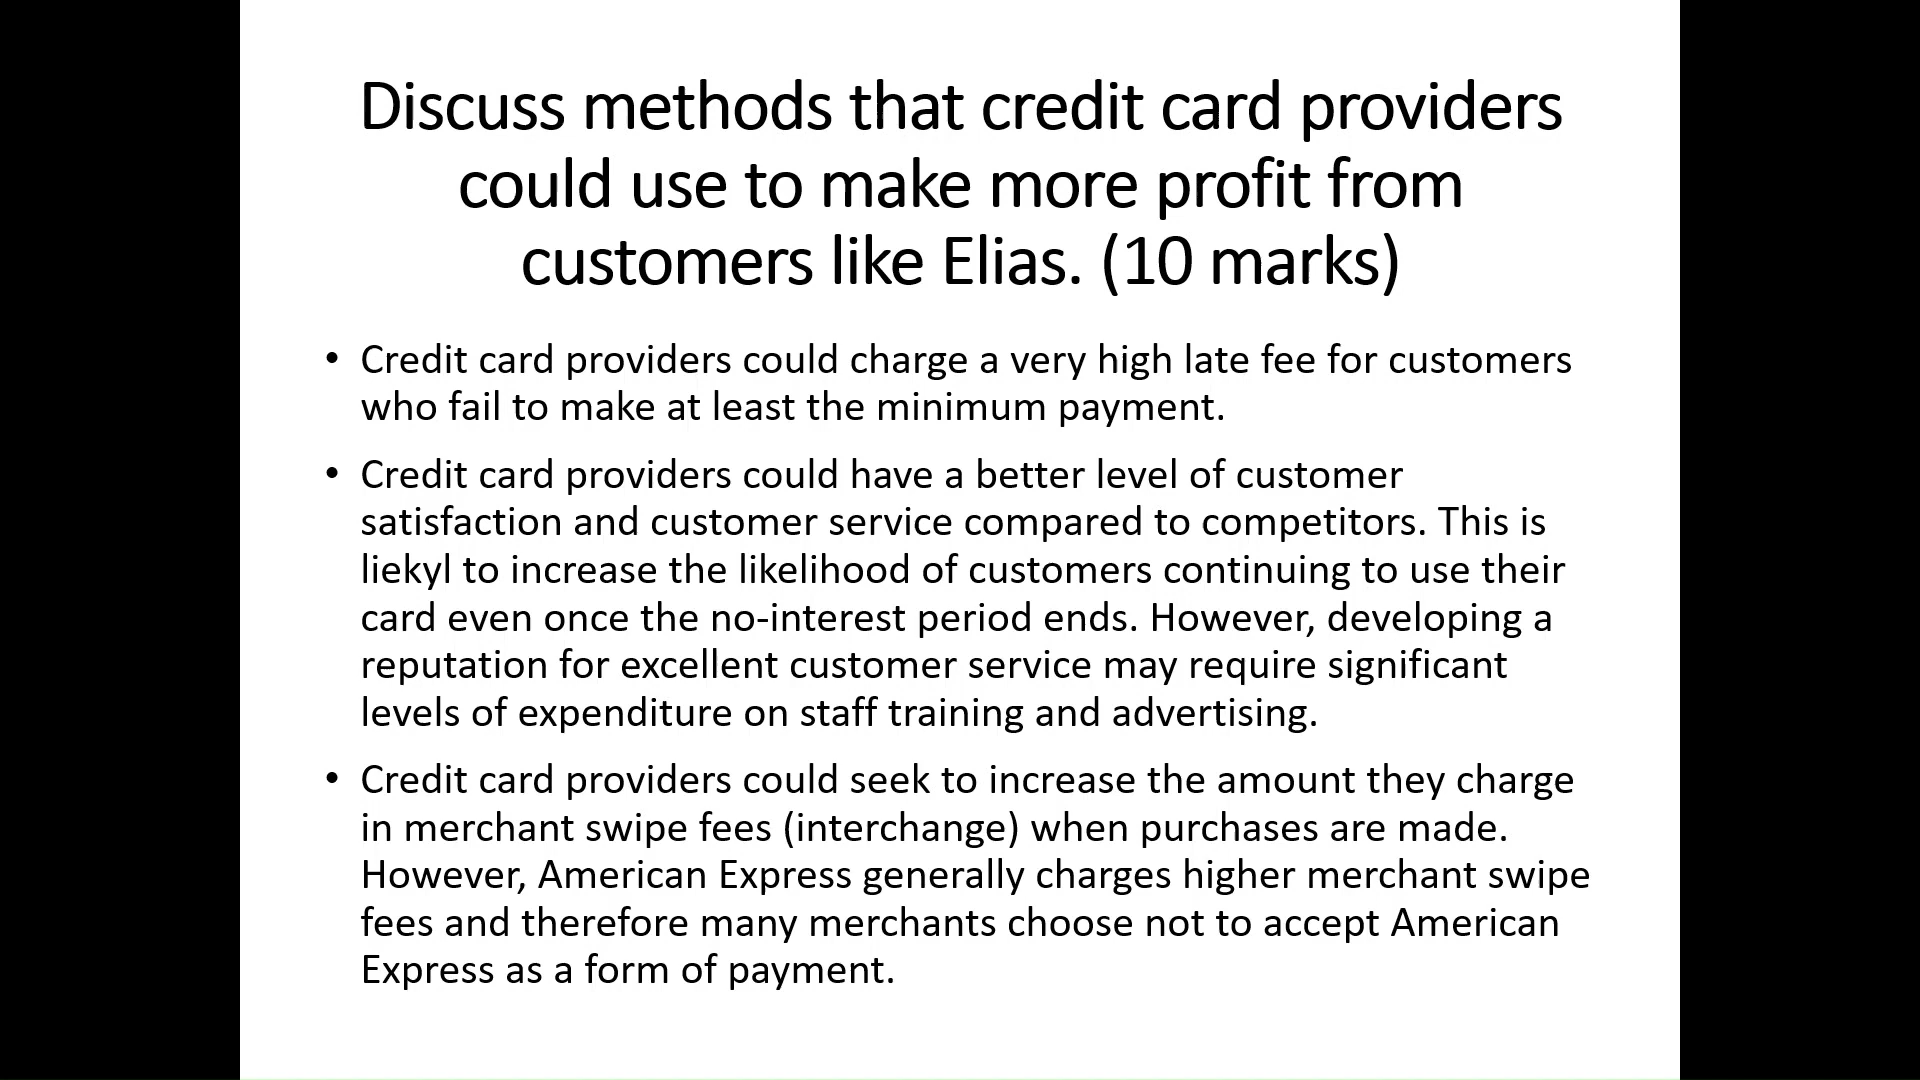 Discuss methods that credit card providers
could use to make more profit from
customers like Elias. (10 marks)
• Credit card providers could charge a very high late fee for customers
who fail to make at least the minimum payment.
• Credit card providers could have a better level of customer
satisfaction and customer service compared to competitors. This is
liekyl to increase the likelihood of customers continuing to use their
card even once the no-interest period ends. However, developing a
reputation for excellent customer service may require significant
levels of expenditure on staff training and advertising.
• Credit card providers could seek to increase the amount they charge
in merchant swipe fees (interchange) when purchases are made.
However, American Express generally charges higher merchant swipe
fees and therefore many merchants choose not to accept American
Express as a form of payment.